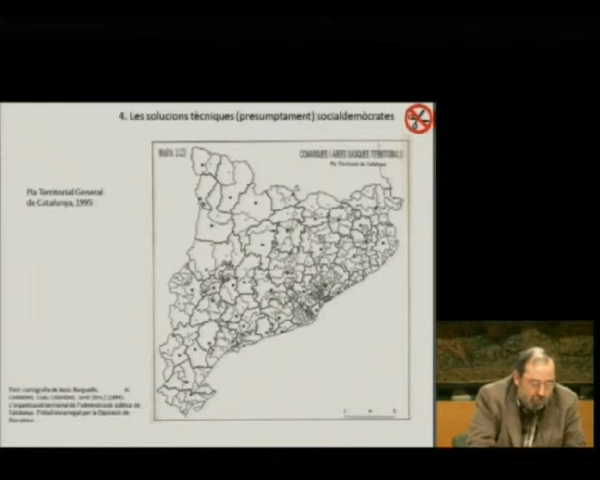 4. Les solucions tècniques (presumptament) socialdemòcrates
MAPA 3.22
COMARQUES I ÀREES BÀSIQUES TERRITORIALS
Pla Territorial de Catalunya
Pla Territorial General
de Catalunya, 1995
Font: cartografia de Jesús Burgueño.
L'organització territorial de l'administració pública de
Catalunya. Treball encarregat per la Diputació de
Barcelona